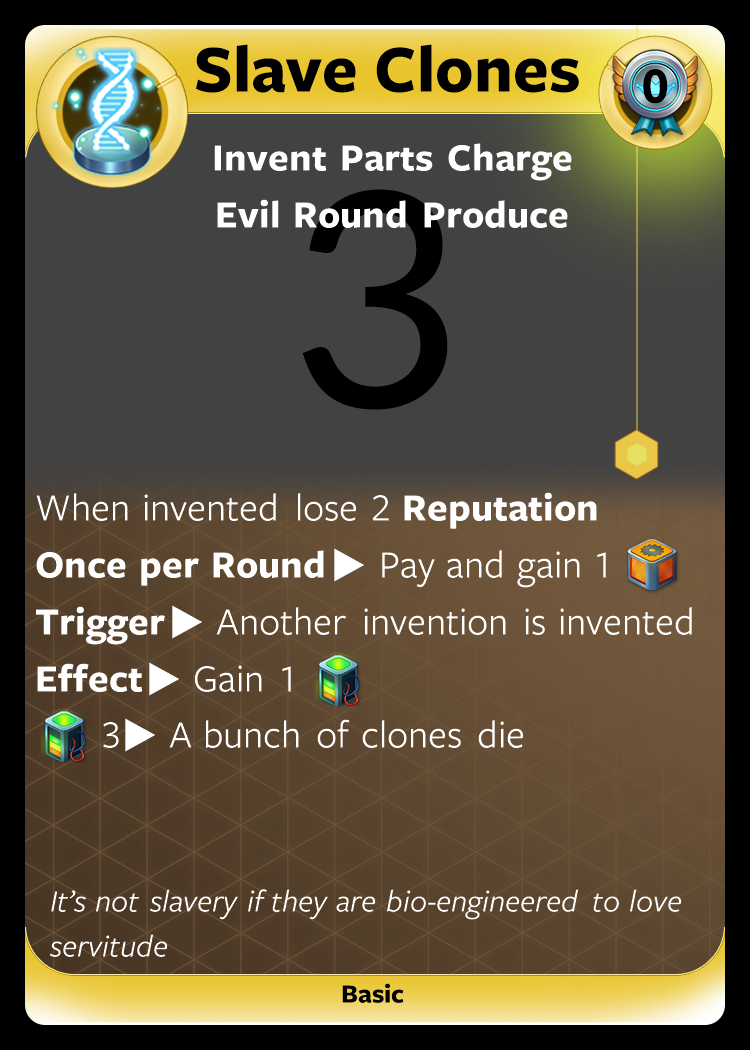 Slave Clones
0
Invent Parts Charge
Evil Round Produce
3
When invented lose 2 Reputation
Once per Round▶ Pay and gain 1
Trigger▶ Another invention is invented
Effect▶ Gain 1
3▶ A bunch of clones die
It's not slavery if they are bio-engineered to love
servitude
Basic